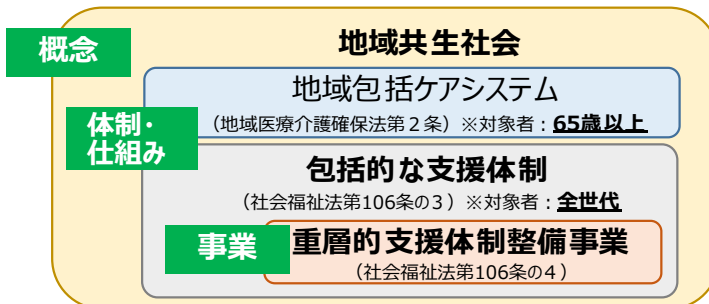 概念
地域共生社会
地域包括ケアシステム
体制・
仕組み
（地域医療介護確保法第２条）※対象者：65歳以上
包括的な支援体制
（社会福祉法第106条の３）※対象者：全世代
事業
重層的支援体制整備事業
（社会福祉法第106条の４）